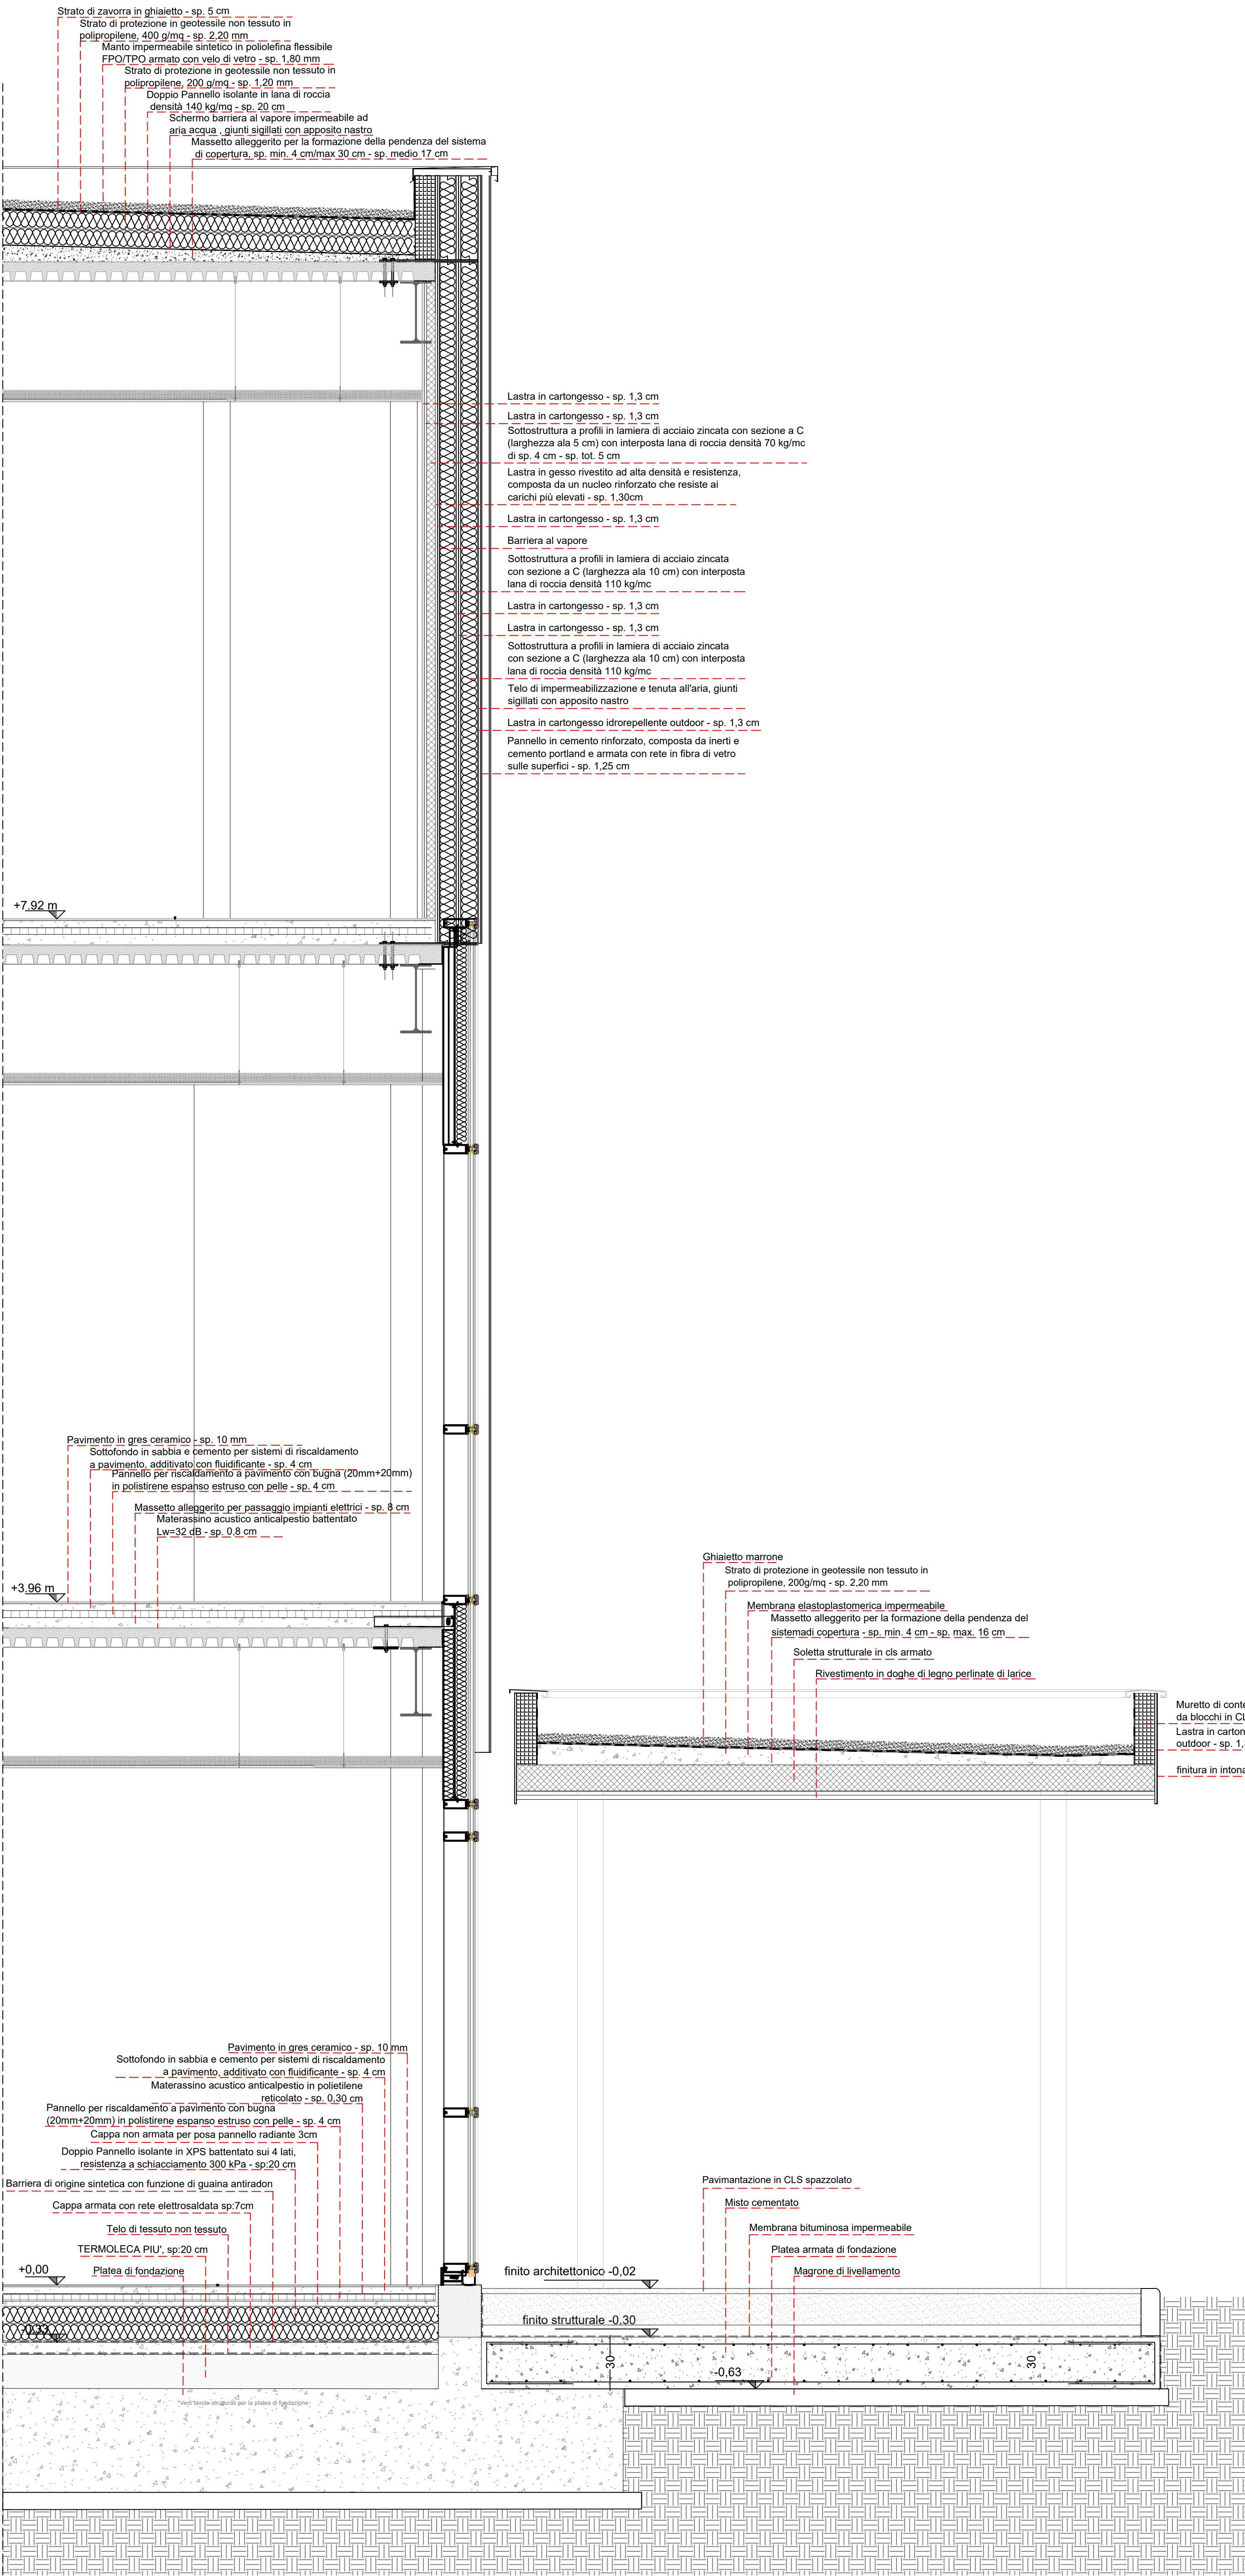 Strato di zavorra in ghiaietto - sp. 5 cm
Strato di protezione in geotessile non tessuto in
polipropilene, 400 g/mq - sp. 2,20 mm
Manto impermeabile sintetico in poliolefina flessibile
FPO/TPO armato con velo di vetro - sp. 1,80 mm
Strato di protezione in geotessile non tessuto in
polipropilene, 200 g/mq - sp. 1,20 mm
Doppio Pannello isolante in lana di roccia
densità 140 kg/mq - sp. 20 cm
Schermo barriera al vapore impermeabile ad
aria acqua , giunti sigillati con apposito nastro
Massetto alleggerito per la formazione della pendenza del sistema
di copertura, sp. min. 4 cm/max 30 cm - sp. medio 17 cm
Lastra in cartongesso - sp. 1,3 cm
Lastra in cartongesso - sp. 1,3 cm
Sottostruttura a profili in lamiera di acciaio zincata con sezione a C
(larghezza ala 5 cm) con interposta lana di roccia densità 70 kg/mc
di sp. 4 cm - sp. tot. 5 cm
Lastra in gesso rivestito ad alta densità e resistenza,
composta da un nucleo rinforzato che resiste ai
carichi più elevati - sp. 1,30cm
Lastra in cartongesso - sp. 1,3 cm
Barriera al vapore
Sottostruttura a profili in lamiera di acciaio zincata
con sezione a C (larghezza ala 10 cm) con interposta
lana di roccia densità 110 kg/mc
Lastra in cartongesso - sp. 1,3 cm
Lastra in cartongesso - sp. 1,3 cm
Sottostruttura a profili in lamiera di acciaio zincata
con sezione a C (larghezza ala 10 cm) con interposta
lana di roccia densità 110 kg/mc
Telo di impermeabilizzazione e tenuta all'aria, giunti
sigillati con apposito nastro
Lastra in cartongesso idrorepellente outdoor - sp. 1,3 cm
Pannello in cemento rinforzato, composta da inerti e
cemento portland e armata con rete in fibra di vetro
sulle superfici - sp. 1,25 cm
+7.92 m
Pavimento in gres ceramico - sp. 10 mm
Sottofondo in sabbia e cemento per sistemi di riscaldamento
a pavimento, additivato con fluidificante - sp. 4 cm
Pannello per riscaldamento a pavimento con bugna (20mm+20mm)
in polistirene espanso estruso con pelle - sp. 4 cm
Massetto alleggerito per passaggio impianti elettrici - sp. 8 cm
Materassino acustico anticalpestio battentato
Lw=32 dB - sp. 0,8 cm
+3.96 m
Ghiaietto marrone
Strato di protezione in geotessile non tessuto in
polipropilene, 200g/mq - sp. 2,20 mm
Membrana elastoplastomerica impermeabile
Massetto alleggerito per la formazione della pendenza del
sistemadi copertura - sp. min. 4 cm - sp. max. 16 cm
Soletta strutturale in cls armato
Rivestimento in doghe di legno perlinate di larice
Muretto di conte
da blocchi in CL
Lastra in carton
outdoor - sp. 1,
finitura in intona
Pavimento in gres ceramico - sp. 10 mm
Sottofondo in sabbia e cemento per sistemi di riscaldamento
a pavimento, additivato con fluidificante - sp. 4 cm
Materassino acustico anticalpestio in polietilene
reticolato - sp. 0,30 cm
Pannello per riscaldamento a pavimento con bugna
(20mm+20mm) in polistirene espanso estruso con pelle - sp. 4 cm
Cappa non armata per posa pannello radiante 3cm
Doppio Pannello isolante in XPS battentato sui 4 lati,
resistenza a schiacciamento 300 kPa - sp:20 cm
Barriera di origine sintetica con funzione di guaina antiradon
Cappa armata con rete elettrosaldata sp:7cm
Telo di tessuto non tessuto
TERMOLECA PIU', sp:20 cm
Platea di fondazione
+0,00
-0,33
Vedi tavole strutturali per la platea di fondazione
Pavimantazione in CLS spazzolato
Misto cementato
Membrana bituminosa impermeabile
Platea armata di fondazione
Magrone di livellamento
finito architettonico -0,02
finito strutturale -0,30
30
30
-0,63